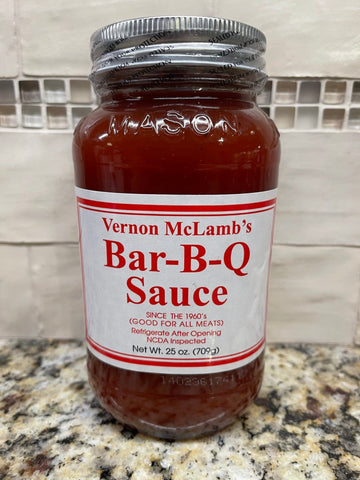 MASON
Vernon McLamb's
Bar-B-Q
Sauce
SINCE THE 1960's
(GOOD FOR ALL MEATS)
Refrigerate After Opening
NCDA Inspected
Net Wt. 25 oz. (709g)